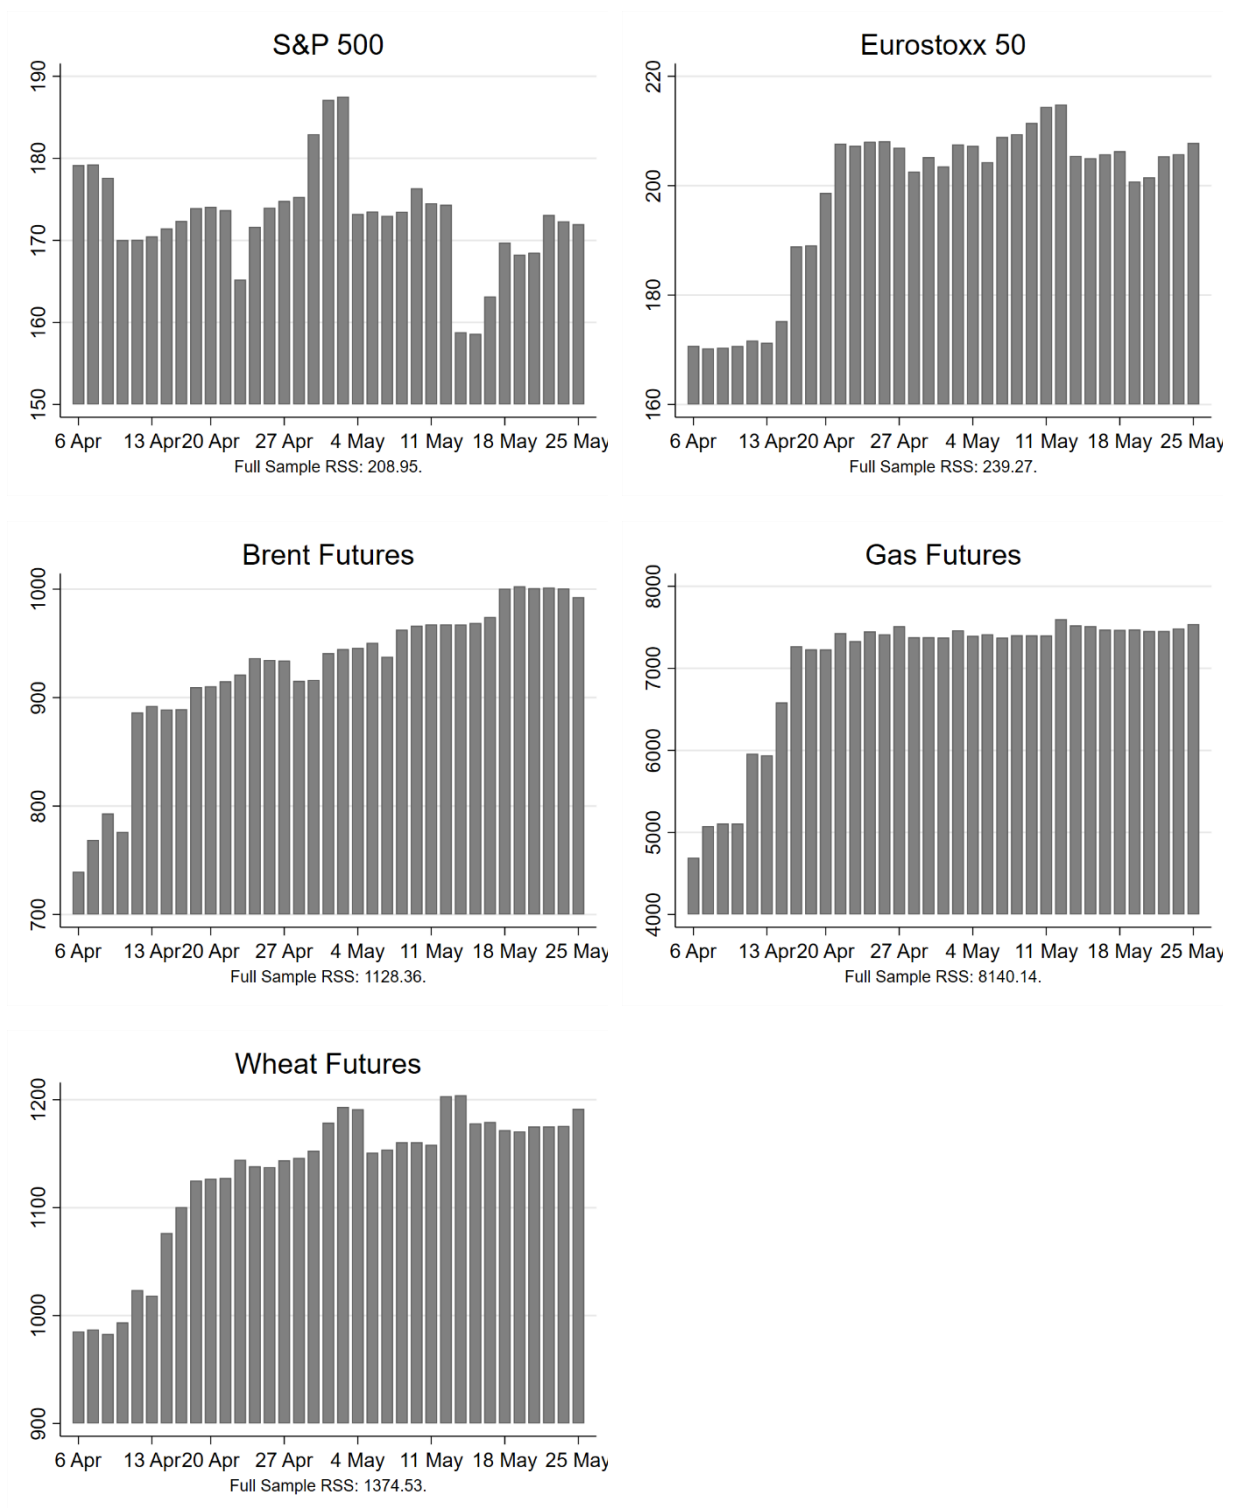 S&P 500
190
180
170
160
150
6 Apr 13 Apr 20 Apr 27 Apr 4 May 11 May 18 May 25 May
Full Sample RSS: 208.95.
Eurostoxx 50
220
200
180
160
6 Apr 13 Apr 20 Apr 27 Apr 4 May 11 May 18 May 25 May
Full Sample RSS: 239.27.
Brent Futures
1000
900
800
700
6 Apr 13 Apr 20 Apr 27 Apr 4 May 11 May 18 May 25 May
Full Sample RSS: 1128.36.
Gas Futures
8000
7000
6000
5000
4000
6 Apr 13 Apr 20 Apr 27 Apr 4 May 11 May 18 May 25 May
Full Sample RSS: 8140.14.
Wheat Futures
1200
1100
1000
900
6 Apr 13 Apr 20 Apr 27 Apr 4 May 11 May 18 May 25 May
Full Sample RSS: 1374.53.